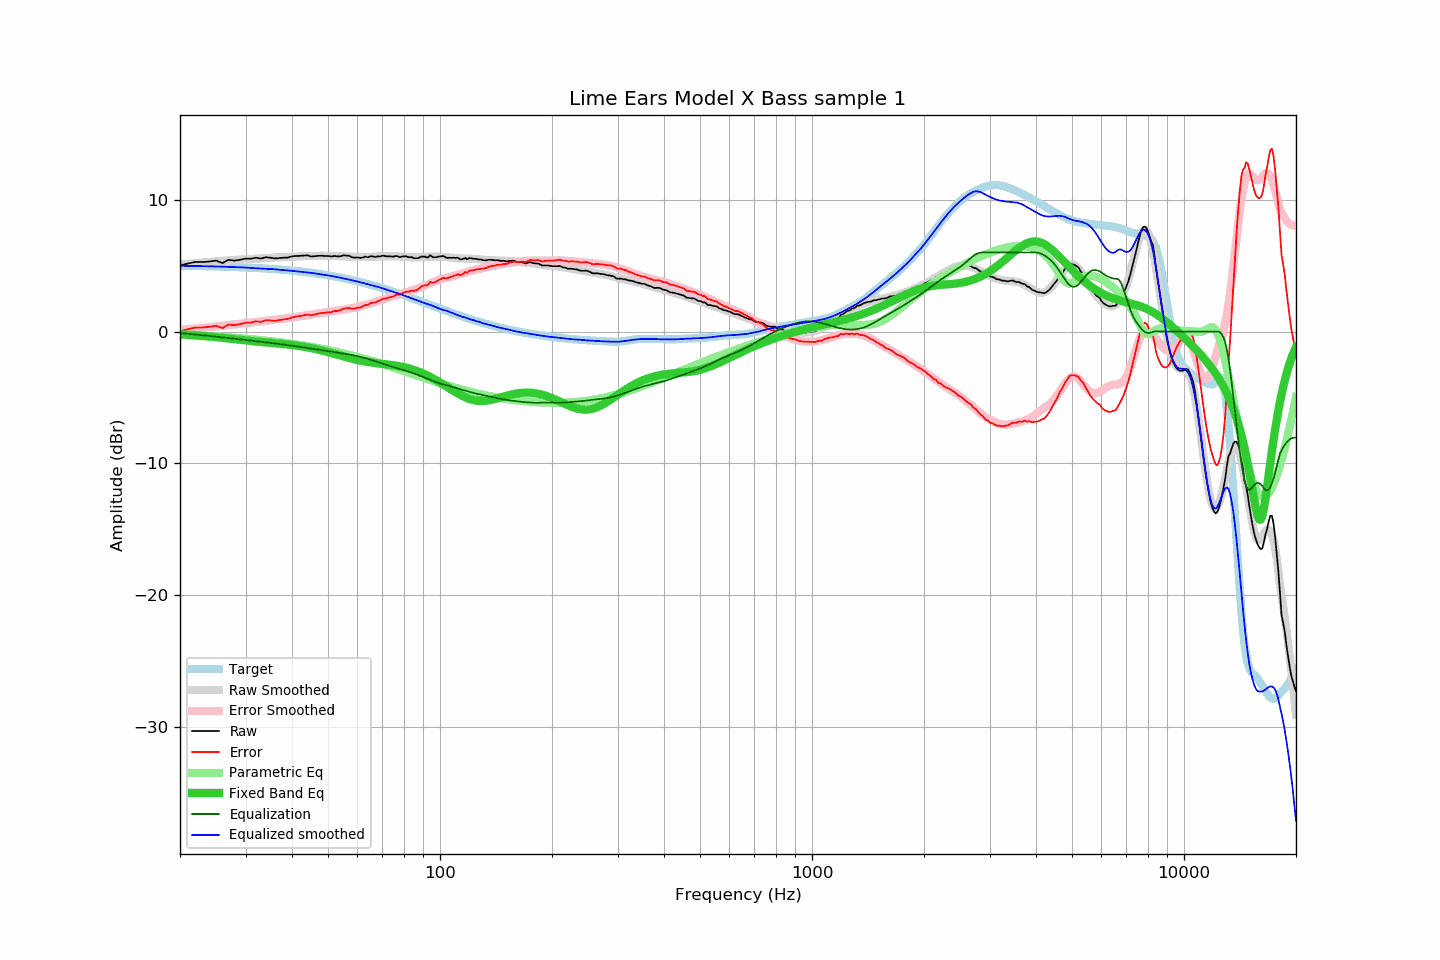 Lime Ears Model X Bass sample 1
10
0
−10
−20
−30
Amplitude (dBr)
Target
Raw Smoothed
Error Smoothed
Raw
Error
Parametric Eq
Fixed Band Eq
Equalization
Equalized smoothed
100
1000
10000
Frequency (Hz)